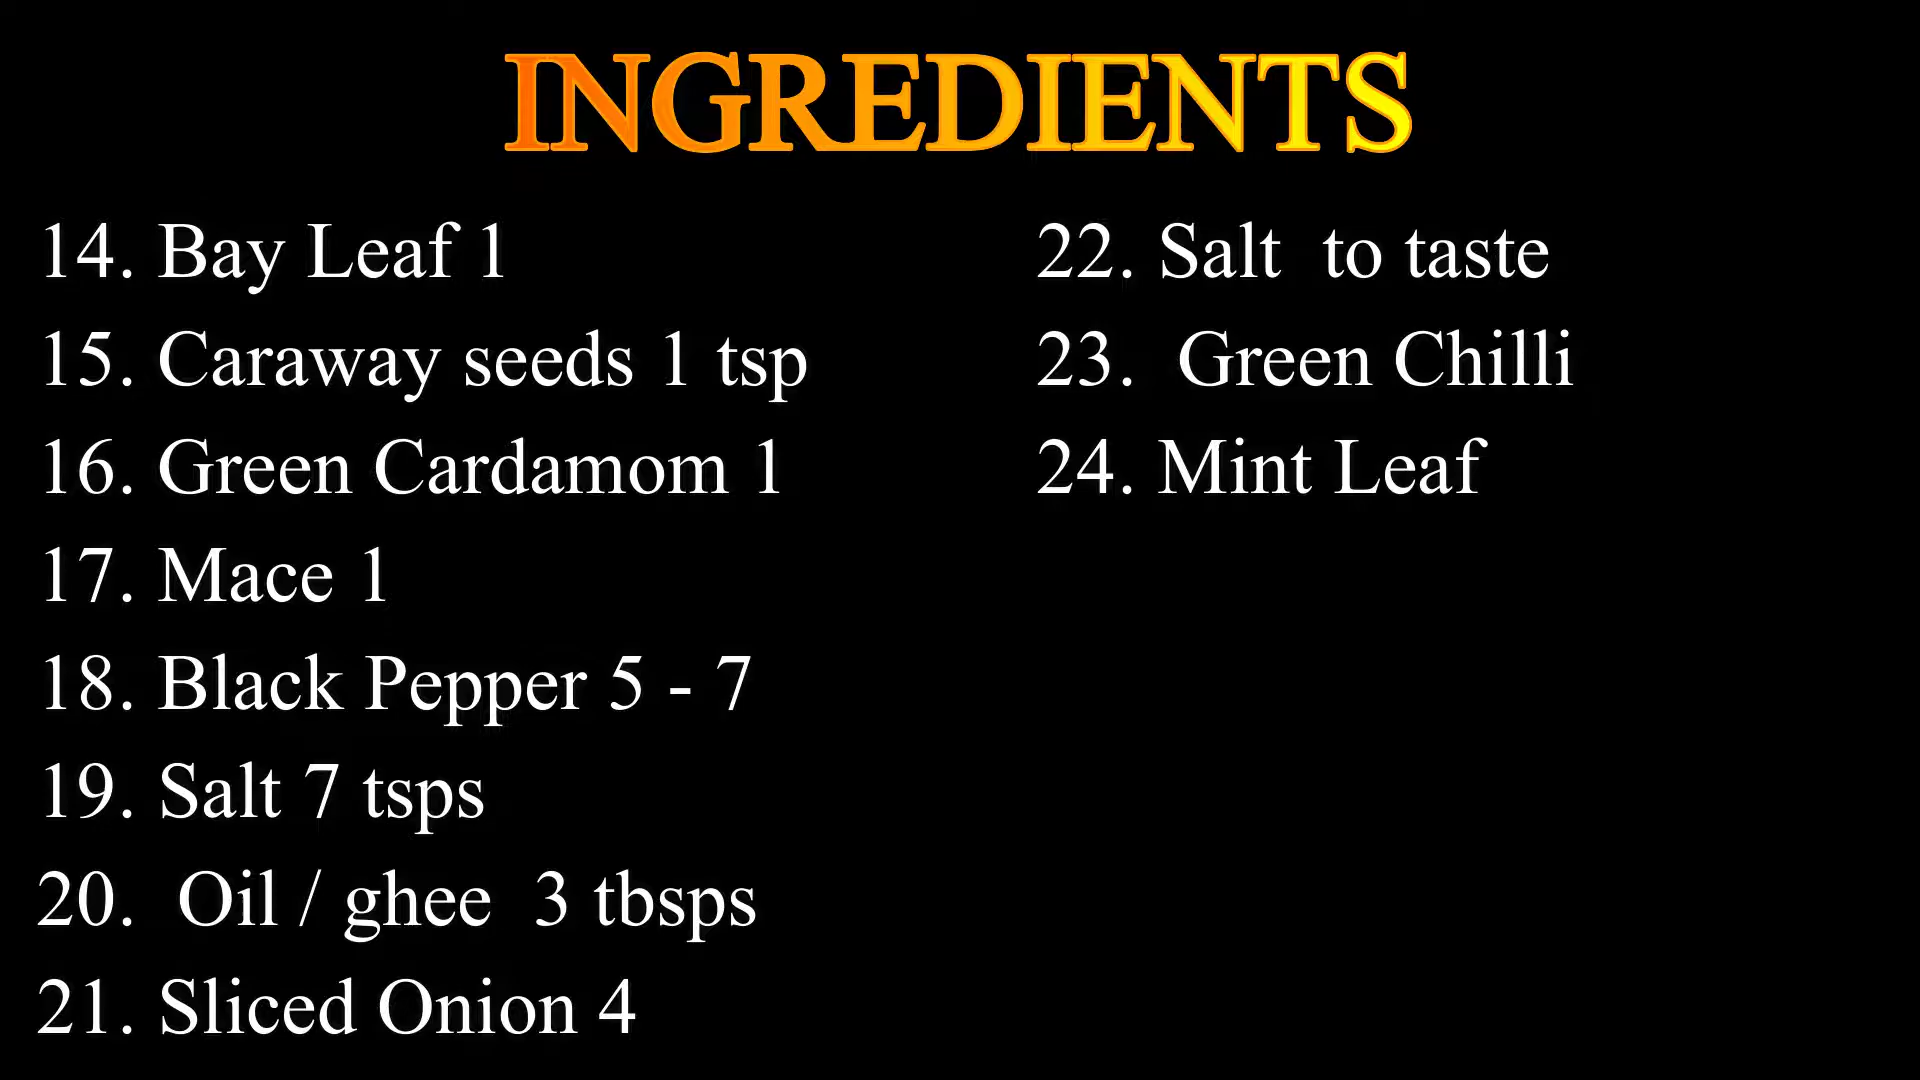 INGREDIENTS
14. Bay Leaf 1
15. Caraway seeds 1 tsp
16. Green Cardamom 1
17. Mace 1
18. Black Pepper 5 - 7
19. Salt 7 tsps
20. Oil / ghee 3 tbsps
21. Sliced Onion 4
22. Salt to taste
23. Green Chilli
24. Mint Leaf